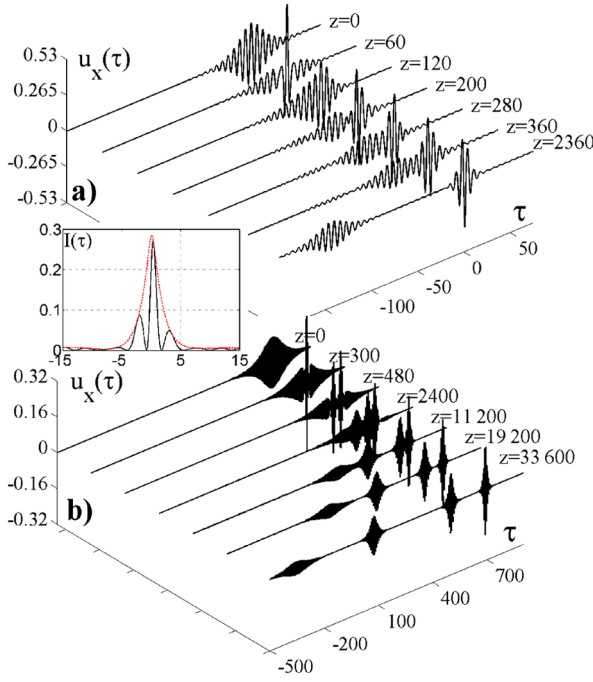 u_x(τ)
0.53
0.265
0
-0.265
-0.53
a)
z=0
z=60
z=120
z=200
z=280
z=360
z=2360
τ
50
0
-50
-100
I(τ)
0.3
0.2
0.1
0
-15
-5
5
15
u_x(τ)
0.32
0.16
0
-0.16
-0.32
b)
z=0
z=300
z=480
z=2400
z=11 200
z=19 200
z=33 600
τ
700
400
100
-200
-500